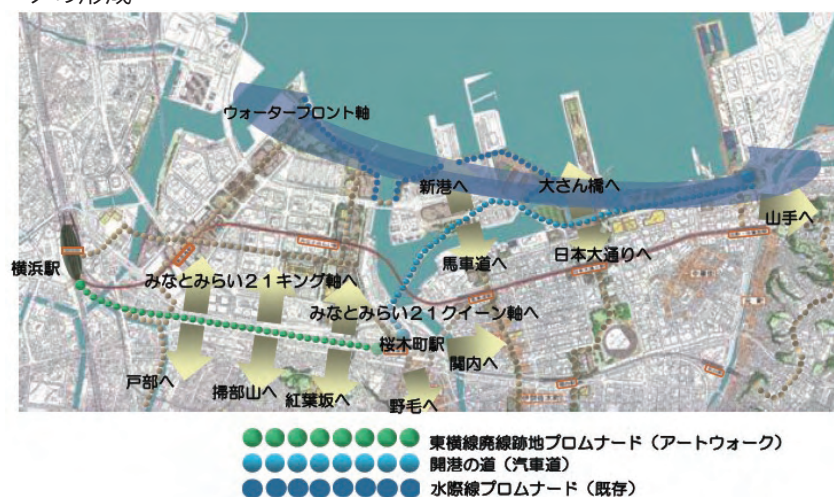 ウォーターフロント軸
新港へ
大さん橋へ
山手へ
横浜駅
馬車道へ
日本大通りへ
みなとみらい２１キング軸へ
みなとみらい２１クイーン軸へ
桜木町駅
関内へ
戸部へ
掃部山へ
紅葉坂へ
野毛へ
東横線廃線跡地プロムナード（アートウォーク）
開港の道（汽車道）
水際線プロムナード（既存）